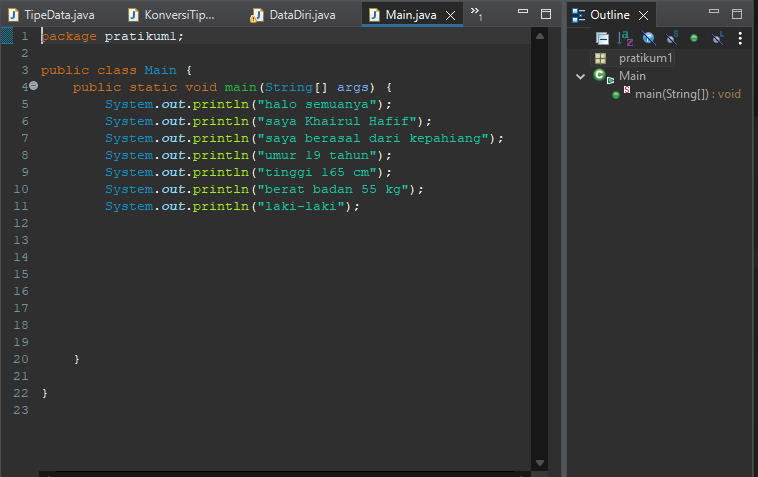 TypeData.java KonversiTip... DataDiri.java Main.java »1
Outline
1 package pratikum1;
2
3 public class Main {
4 public static void main(String[] args) {
5 System.out.println("halo semuanya");
6 System.out.println("saya Khairul Hafif");
7 System.out.println("saya berasal dari kepahiang");
8 System.out.println("umur 19 tahun");
9 System.out.println("tinggi 165 cm");
10 System.out.println("berat badan 55 kg");
11 System.out.println("laki-laki");
12
13
14
15
16
17
18
19
20 }
21
22 }
23
pratikum1
Main
main(String[]) : void